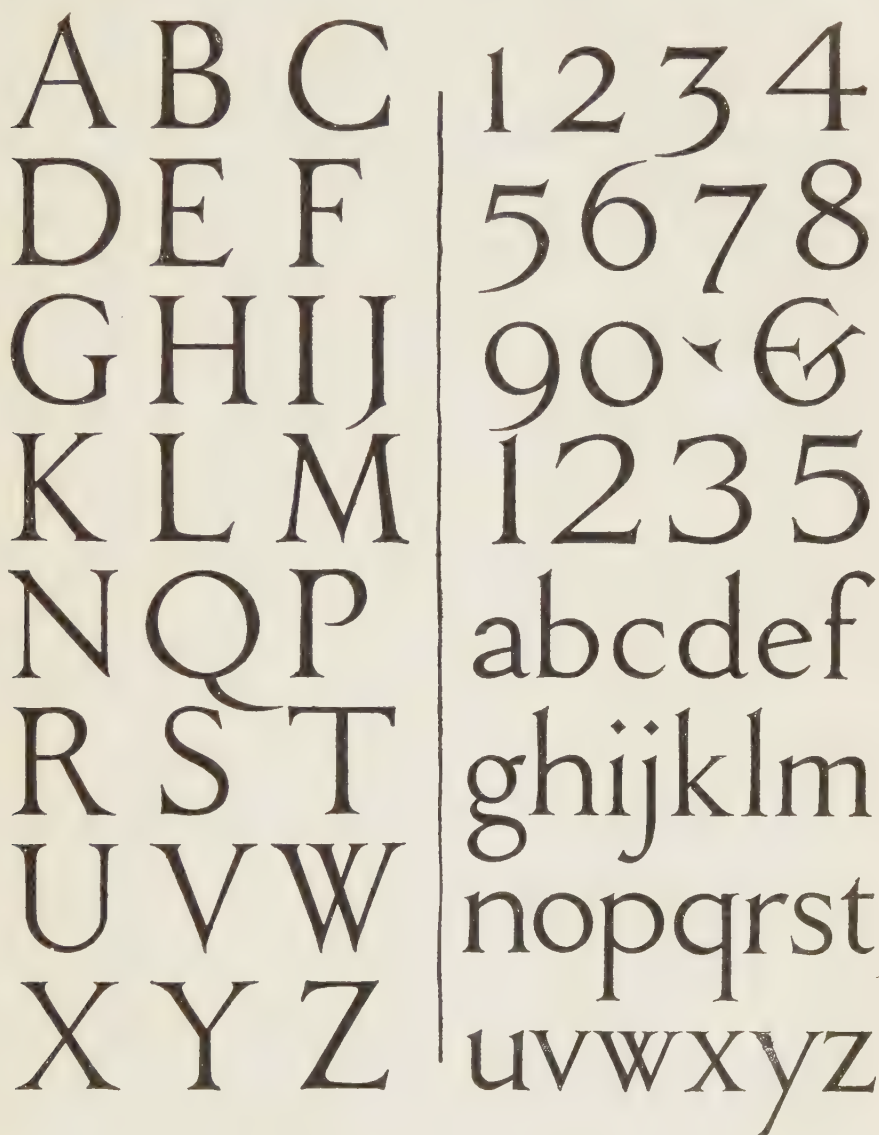 A B C
D E F
G H I J
K L M
N Q P
R S T
U V W
X Y Z
1 2 3 4
5 6 7 8
9 0 &
1 2 3 5
abcdef
ghijklm
nopqrst
uvwxyz